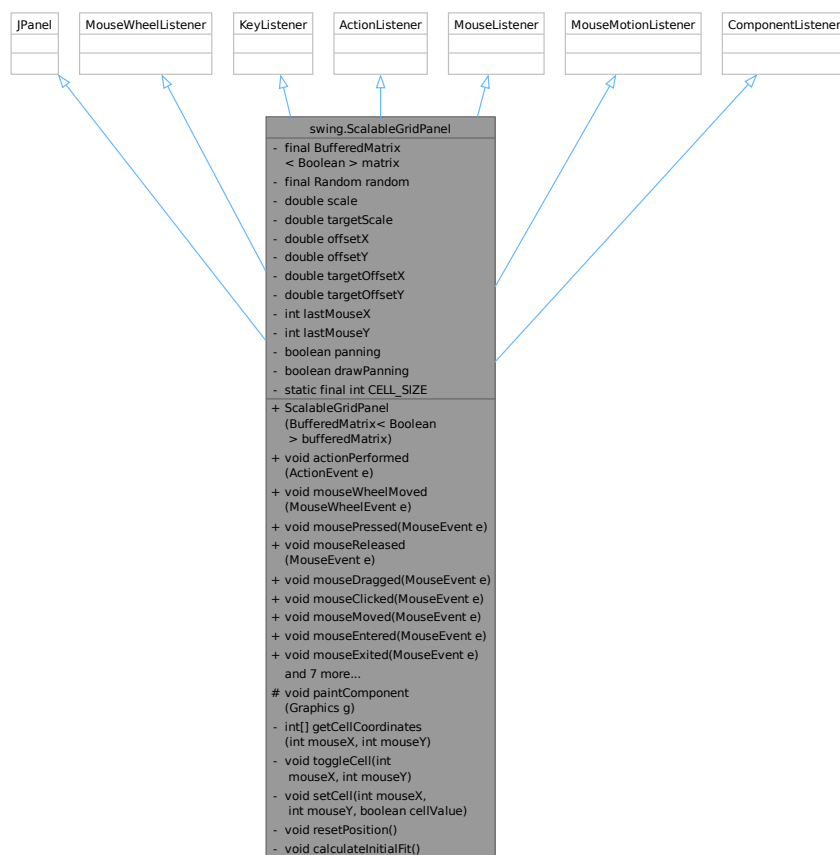 JPanel
MouseWheelListener
KeyListener
ActionListener
MouseListener
MouseMotionListener
ComponentListener
swing.ScalableGridPanel
- final BufferedMatrix
< Boolean > matrix
- final Random random
- double scale
- double targetScale
- double offsetX
- double offsetY
- double targetOffsetX
- double targetOffsetY
- int lastMouseX
- int lastMouseY
- boolean panning
- boolean drawPanning
- static final int CELL_SIZE
+ ScalableGridPanel
(BufferedMatrix< Boolean
> bufferedMatrix)
+ void actionPerformed
(ActionEvent e)
+ void mouseWheelMoved
(MouseWheelEvent e)
+ void mousePressed(MouseEvent e)
+ void mouseReleased
(MouseEvent e)
+ void mouseDragged(MouseEvent e)
+ void mouseClicked(MouseEvent e)
+ void mouseMoved(MouseEvent e)
+ void mouseEntered(MouseEvent e)
+ void mouseExited(MouseEvent e)
and 7 more...
# void paintComponent
(Graphics g)
- int[] getCellCoordinates
(int mouseX, int mouseY)
- void toggleCell(int
mouseX, int mouseY)
- void setCell(int mouseX,
int mouseY, boolean cellValue)
- void resetPosition()
- void calculateInitialFit()